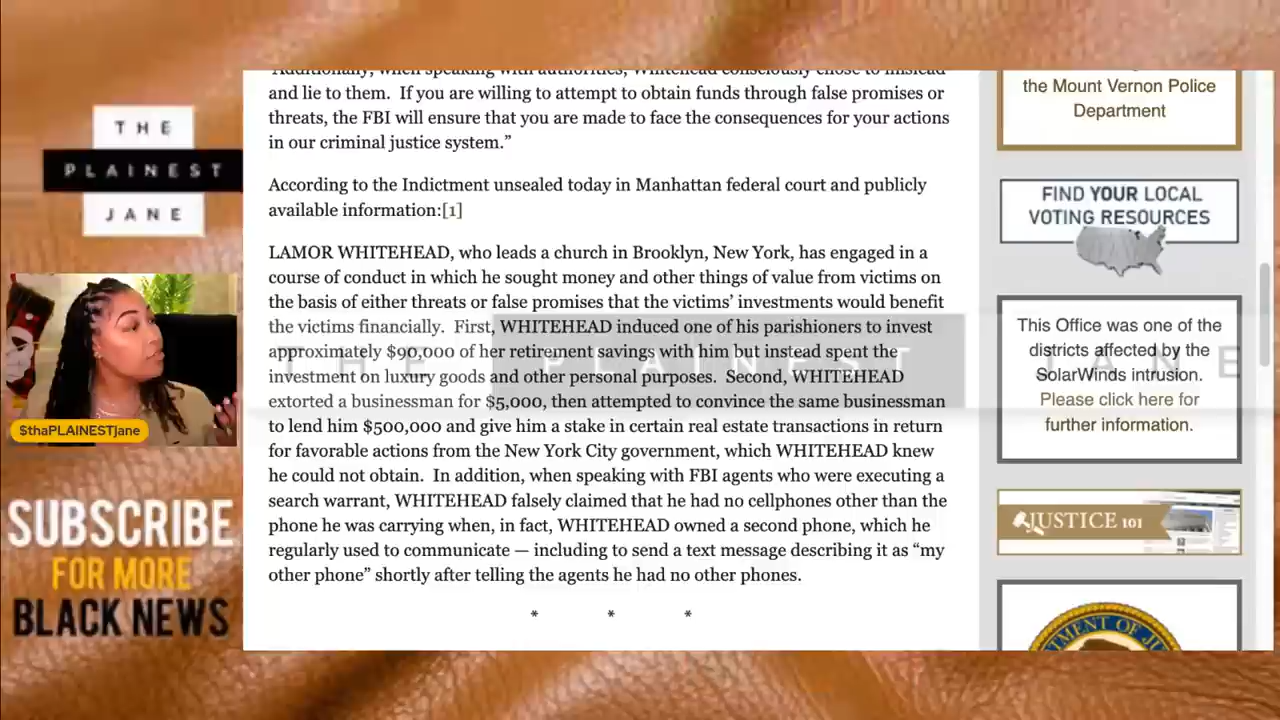 THE
PLAINEST
JANE
$thaPLAINESTjane
SUBSCRIBE
FOR MORE
BLACK NEWS
"Additionally, when speaking with authorities, Whitehead consciously chose to mislead
and lie to them.  If you are willing to attempt to obtain funds through false promises or
threats, the FBI will ensure that you are made to face the consequences for your actions
in our criminal justice system.”
According to the Indictment unsealed today in Manhattan federal court and publicly
available information:[1]
LAMOR WHITEHEAD, who leads a church in Brooklyn, New York, has engaged in a
course of conduct in which he sought money and other things of value from victims on
the basis of either threats or false promises that the victims’ investments would benefit
the victims financially.  First, WHITEHEAD induced one of his parishioners to invest
approximately $90,000 of her retirement savings with him but instead spent the
investment on luxury goods and other personal purposes.  Second, WHITEHEAD
extorted a businessman for $5,000, then attempted to convince the same businessman
to lend him $500,000 and give him a stake in certain real estate transactions in return
for favorable actions from the New York City government, which WHITEHEAD knew
he could not obtain.  In addition, when speaking with FBI agents who were executing a
search warrant, WHITEHEAD falsely claimed that he had no cellphones other than the
phone he was carrying when, in fact, WHITEHEAD owned a second phone, which he
regularly used to communicate — including to send a text message describing it as “my
other phone” shortly after telling the agents he had no other phones.
* * *
THE PLAINEST JANE
the Mount Vernon Police
Department
FIND YOUR LOCAL
VOTING RESOURCES
This Office was one of the
districts affected by the
SolarWinds intrusion.
Please click here for
further information.
JUSTICE 101